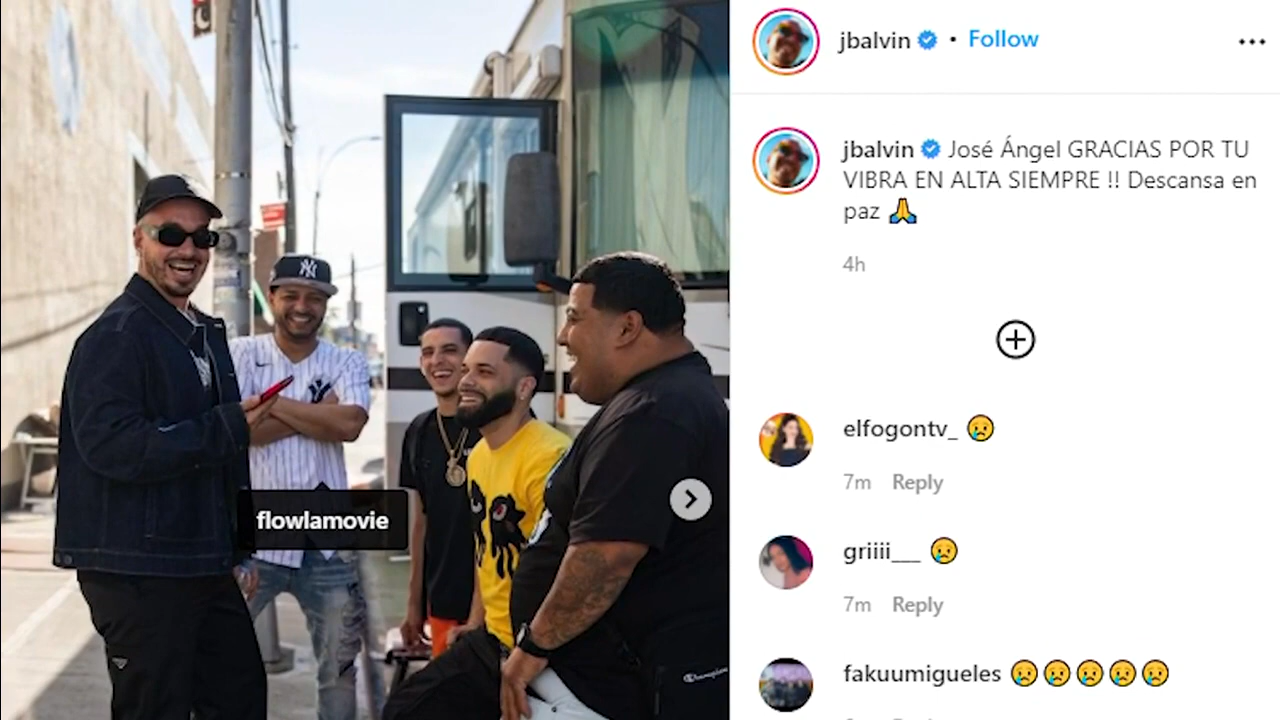 jbalvin • Follow
jbalvin José Ángel GRACIAS POR TU
VIBRA EN ALTA SIEMPRE !! Descansa en
paz 🙏
4h
elfogontv_ 😢
7m Reply
griiii___ 😢
7m Reply
fakuumigueles 😢😢😢😢😢
flowlamovie
NY
Champion